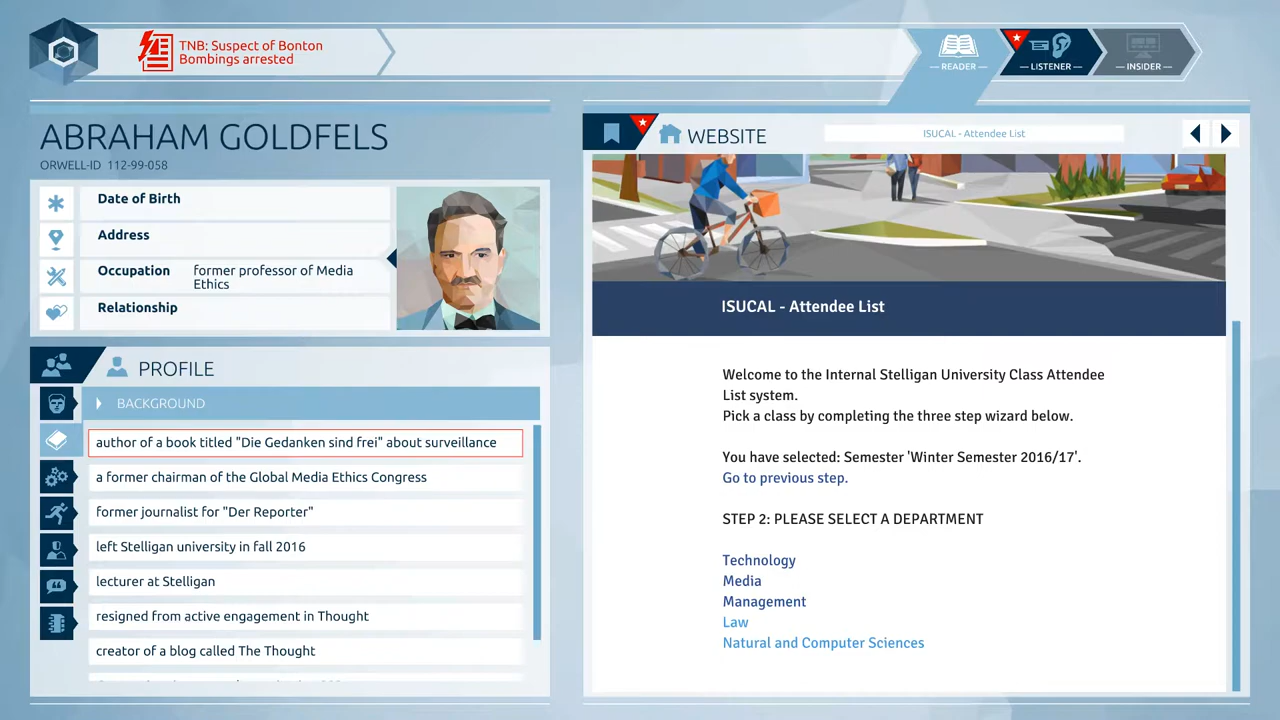 TNB: Suspect of Bonton
Bombings arrested
READER
LISTENER
INSIDER
ABRAHAM GOLDFELS
ORWELL-ID 112-99-058
Date of Birth
Address
Occupation former professor of Media
Ethics
Relationship
PROFILE
BACKGROUND
author of a book titled "Die Gedanken sind frei" about surveillance
a former chairman of the Global Media Ethics Congress
former journalist for "Der Reporter"
left Stelligan university in fall 2016
lecturer at Stelligan
resigned from active engagement in Thought
creator of a blog called The Thought
WEBSITE
ISUCAL - Attendee List
ISUCAL - Attendee List
Welcome to the Internal Stelligan University Class Attendee
List system.
Pick a class by completing the three step wizard below.
You have selected: Semester 'Winter Semester 2016/17'.
Go to previous step.
STEP 2: PLEASE SELECT A DEPARTMENT
Technology
Media
Management
Law
Natural and Computer Sciences